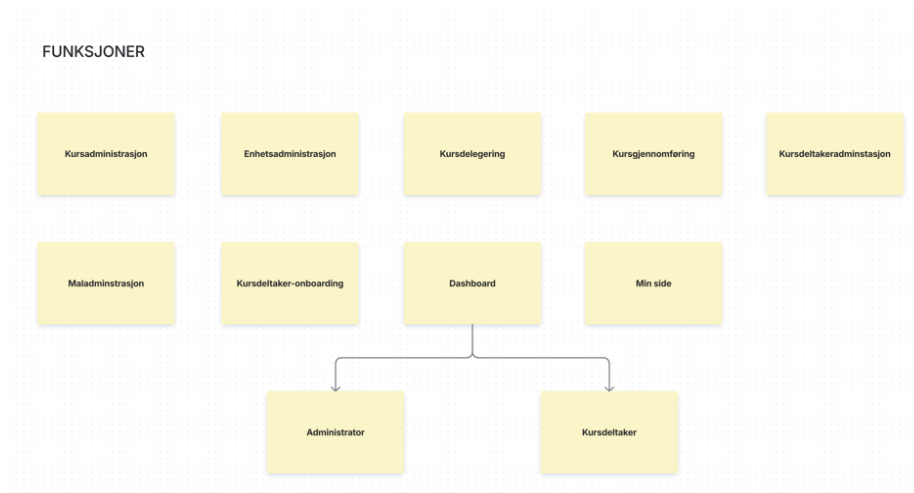 FUNKSJONER
Kursadministrasjon
Enhetsadministrasjon
Kursdelegering
Kursgjennomføring
Kursdeltakeradminstasjon
Maladminstrasjon
Kursdeltaker-onboarding
Dashboard
Min side
Administrator
Kursdeltaker